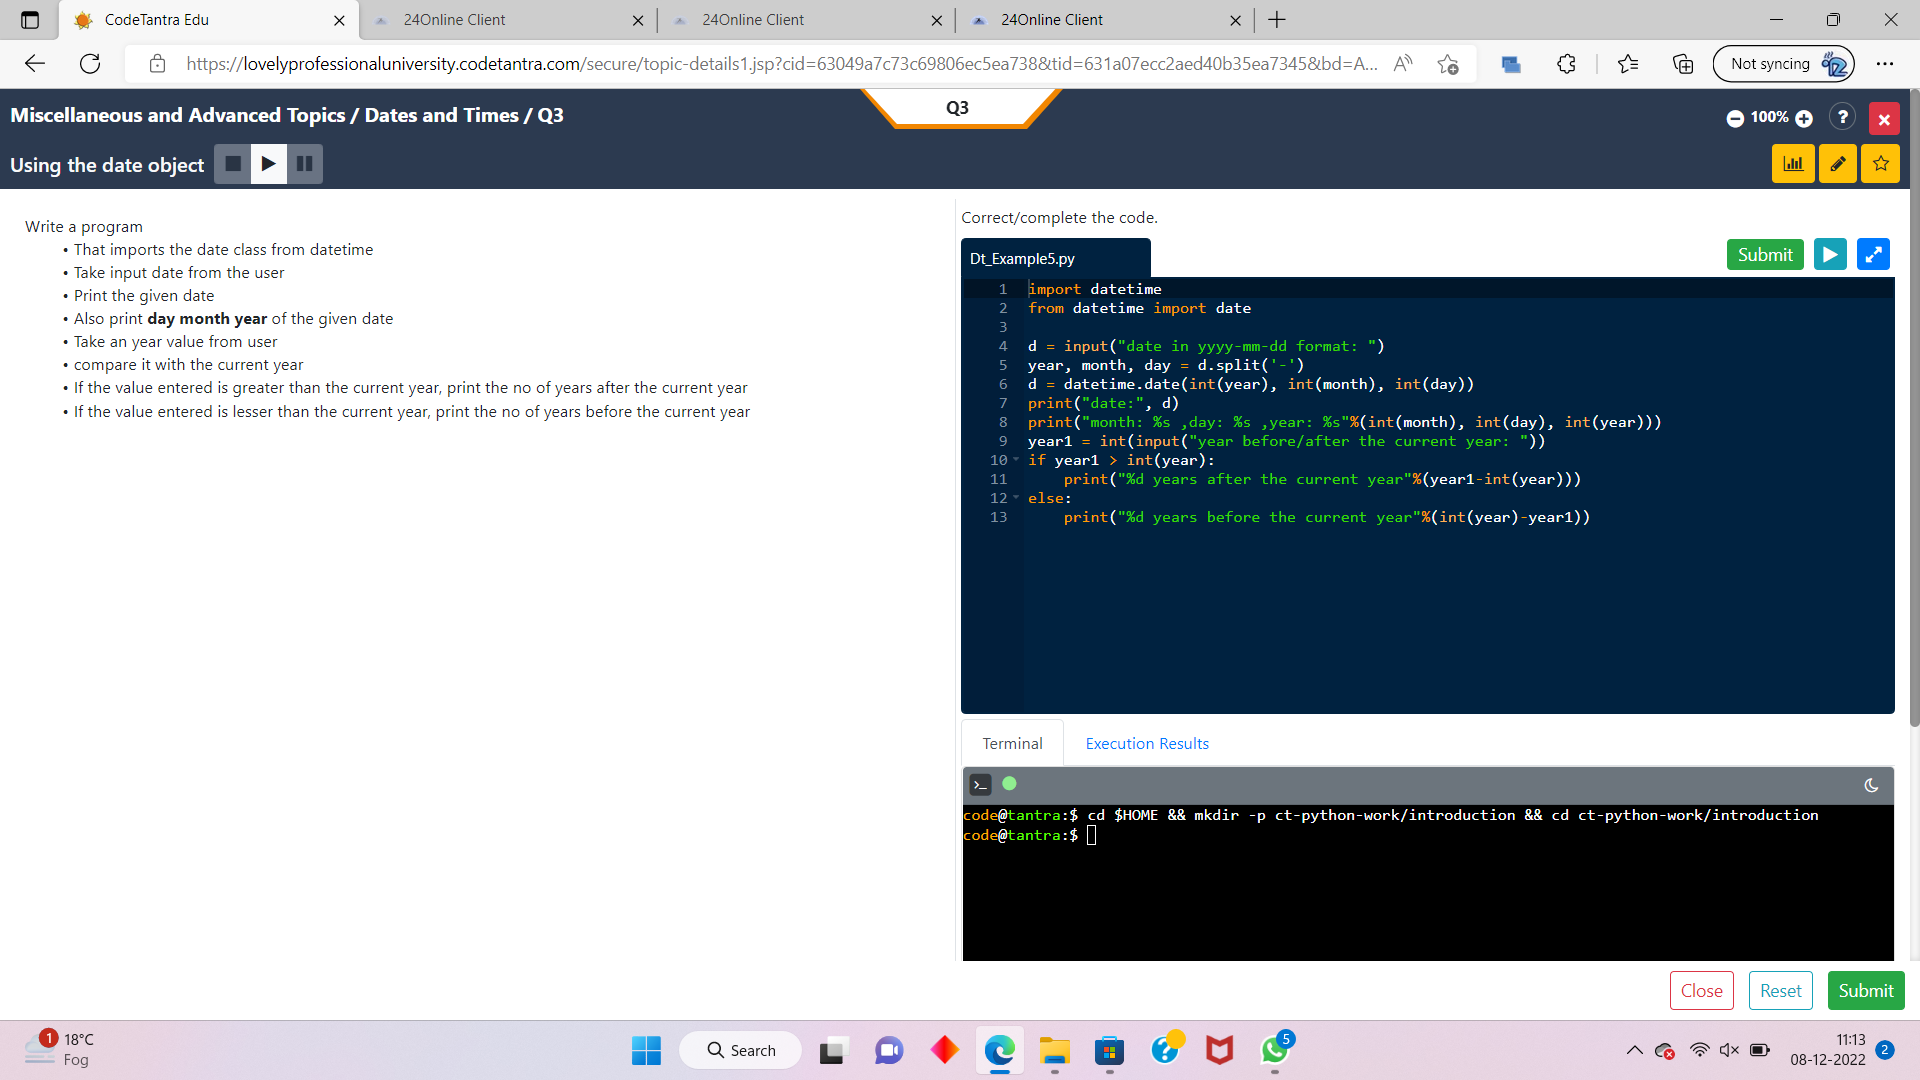 CodeTantra Edu
24Online Client
24Online Client
24Online Client
https://lovelyprofessionaluniversity.codetantra.com/secure/topic-details1.jsp?cid=63049a7c73c69806ec5ea738&tid=631a07ecc2aed40b35ea7345&bd=A...
Not syncing
Miscellaneous and Advanced Topics / Dates and Times / Q3
Q3
100%
?
Using the date object
Write a program
• That imports the date class from datetime
• Take input date from the user
• Print the given date
• Also print day month year of the given date
• Take an year value from user
• compare it with the current year
• If the value entered is greater than the current year, print the no of years after the current year
• If the value entered is lesser than the current year, print the no of years before the current year
Correct/complete the code.
Dt_Example5.py
Submit
1 import datetime
2 from datetime import date
3
4 d = input("date in yyyy-mm-dd format: ")
5 year, month, day = d.split('-')
6 d = datetime.date(int(year), int(month), int(day))
7 print("date:", d)
8 print("month: %s ,day: %s ,year: %s"%(int(month), int(day), int(year)))
9 year1 = int(input("year before/after the current year: "))
10 if year1 > int(year):
11     print("%d years after the current year"%(year1-int(year)))
12 else:
13     print("%d years before the current year"%(int(year)-year1))
Terminal
Execution Results
code@tantra:$ cd $HOME && mkdir -p ct-python-work/introduction && cd ct-python-work/introduction
code@tantra:$
Close
Reset
Submit
1
18°C
Fog
Search
5
11:13
08-12-2022
2